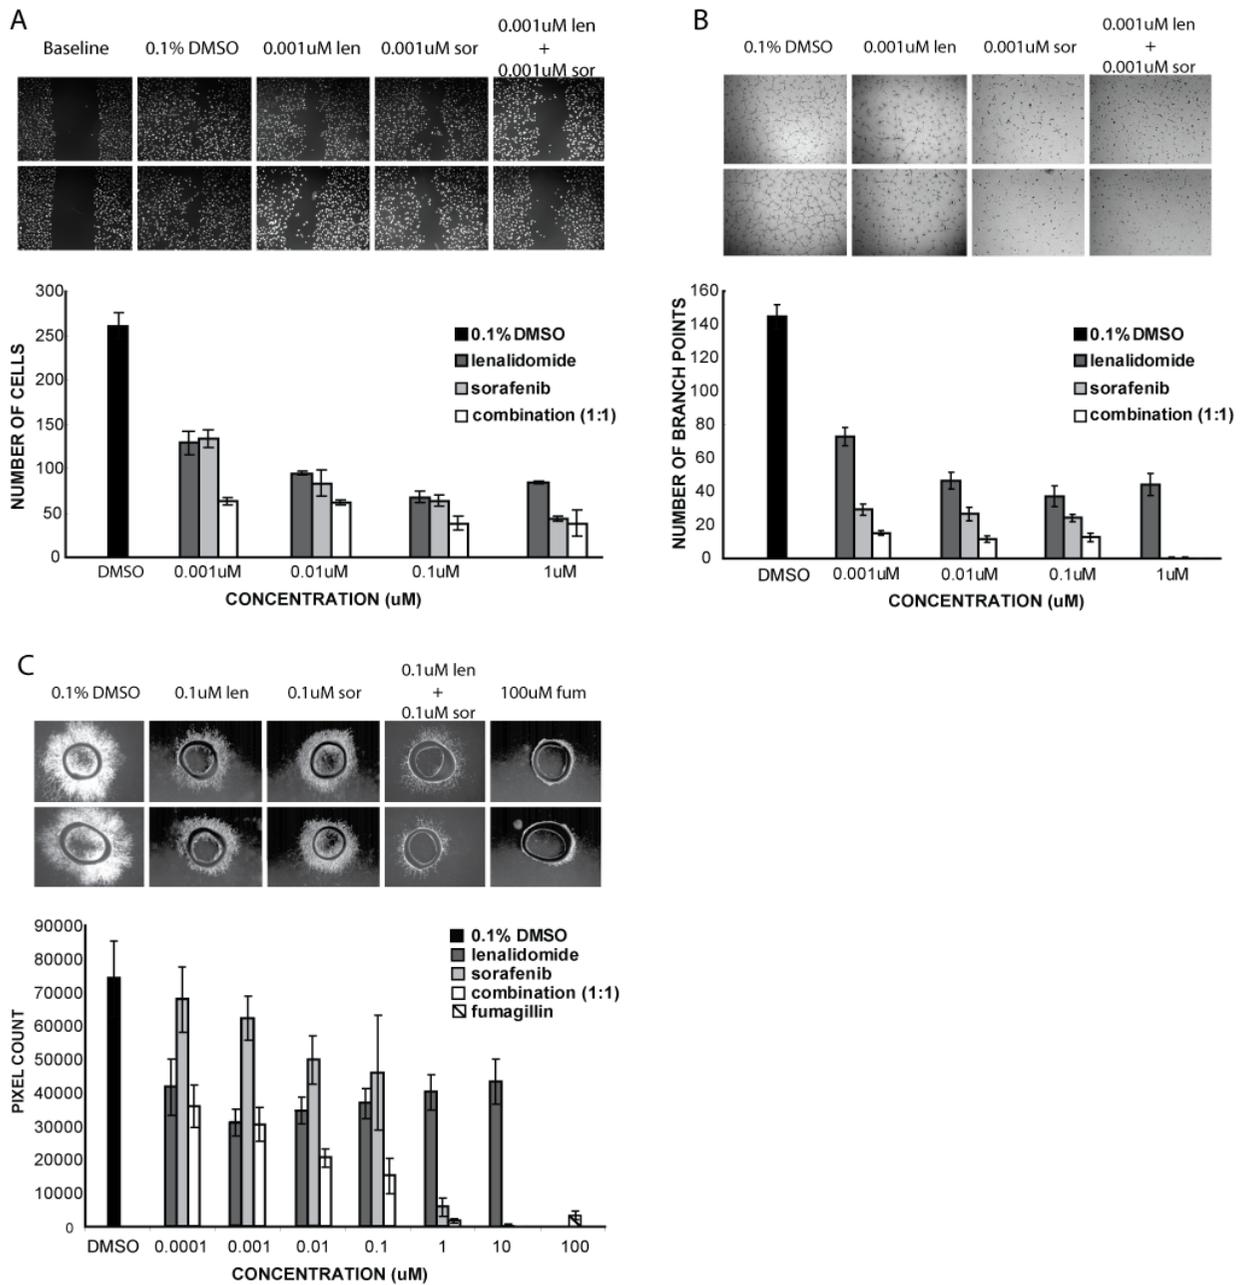 A
Baseline
0.1% DMSO
0.001uM len
0.001uM sor
0.001uM len
+
0.001uM sor
300
250
200
150
100
50
0
NUMBER OF CELLS
0.1%DMSO
lenalidomide
sorafenib
combination (1:1)
DMSO
0.001uM
0.01uM
0.1uM
1uM
CONCENTRATION (uM)
B
0.1% DMSO
0.001uM len
0.001uM sor
0.001uM len
+
0.001uM sor
160
140
120
100
80
60
40
20
0
NUMBER OF BRANCH POINTS
0.1%DMSO
lenalidomide
sorafenib
combination (1:1)
DMSO
0.001uM
0.01uM
0.1uM
1uM
CONCENTRATION (uM)
C
0.1% DMSO
0.1uM len
0.1uM sor
0.1uM len
+
0.1uM sor
100uM fum
90000
80000
70000
60000
50000
40000
30000
20000
10000
0
PIXEL COUNT
0.1% DMSO
lenalidomide
sorafenib
combination (1:1)
fumagillin
DMSO
0.0001
0.001
0.01
0.1
1
10
100
CONCENTRATION (uM)